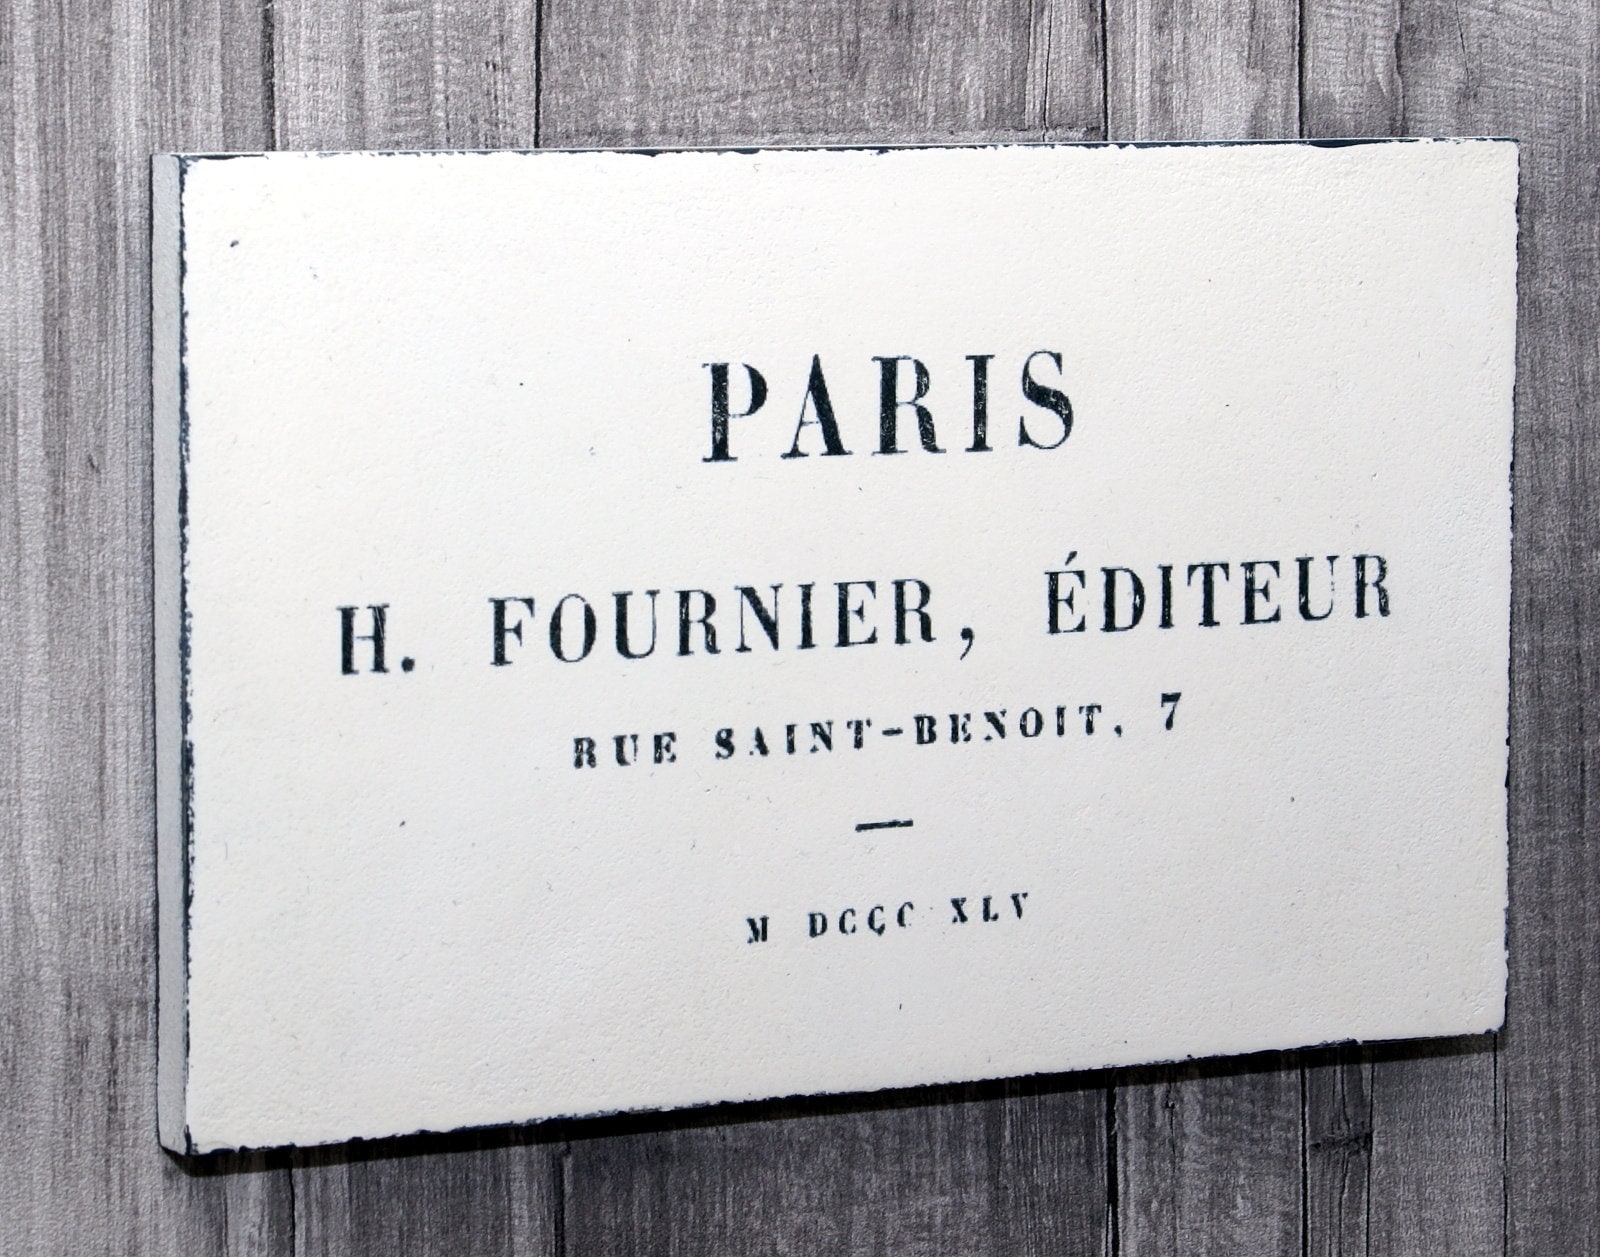 PARIS
H. FOURNIER, ÉDITEUR
RUE SAINT-BENOIT, 7
—
M DCCC XLV